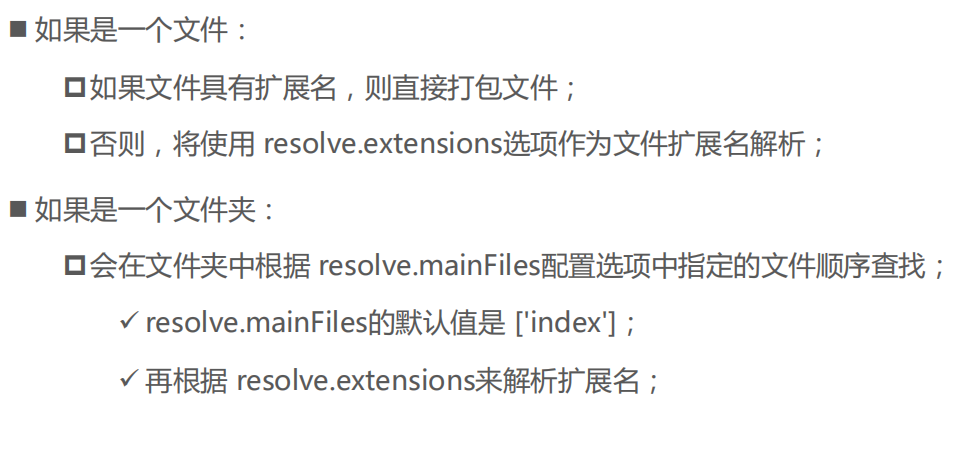 ■ 如果是一个文件：
❑ 如果文件具有扩展名，则直接打包文件；
❑ 否则，将使用 resolve.extensions选项作为文件扩展名解析；
■ 如果是一个文件夹：
❑ 会在文件夹中根据 resolve.mainFiles配置选项中指定的文件顺序查找；
✓ resolve.mainFiles的默认值是 ['index']；
✓ 再根据 resolve.extensions来解析扩展名；